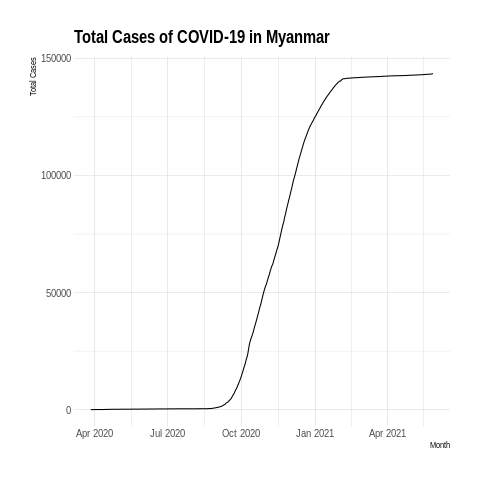 Total Cases of COVID-19 in Myanmar
Total Cases
150000
100000
50000
0
Apr 2020 Jul 2020 Oct 2020 Jan 2021 Apr 2021
Month